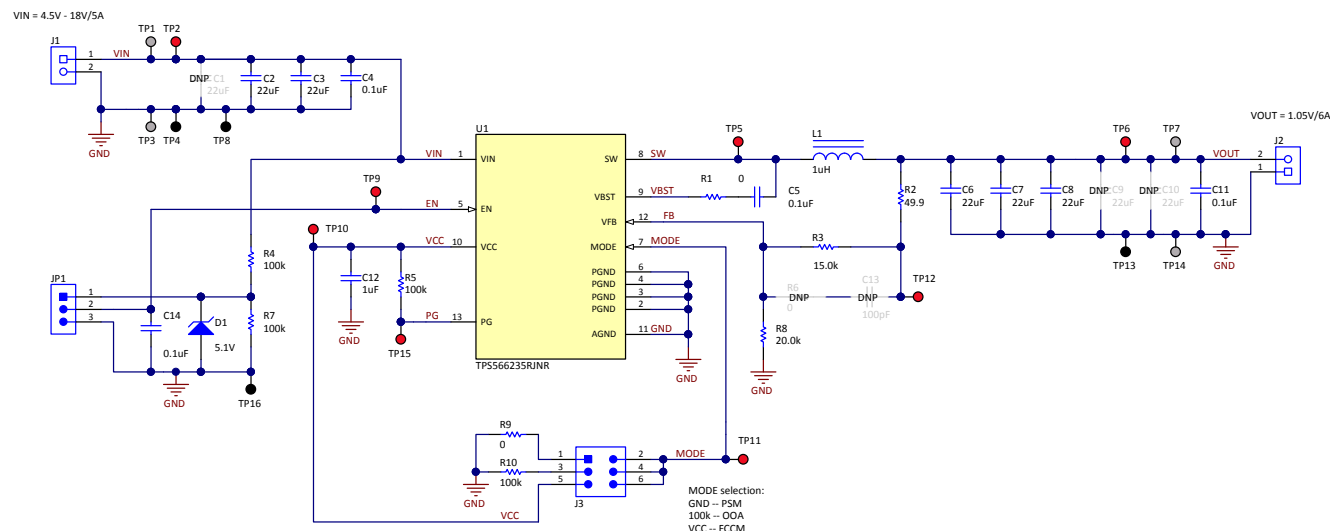 VIN = 4.5V - 18V/5A
VOUT = 1.05V/6A
J1
1
2
VIN
TP1
TP2
DNP
C1
22uF
C2
22uF
C3
22uF
C4
0.1uF
GND
TP3
TP4
TP8
U1
VIN 1 VIN
EN 5 EN
VCC 10 VCC
PG 13 PG
SW 8 SW
VBST 9 VBST
VFB 12 FB
MODE 7 MODE
PGND 6
PGND 4
PGND 3
PGND 2
AGND 11 GND
TPS566235RJNR
GND
TP5
R1
0
C5
0.1uF
L1
1uH
R2
49.9
C6
22uF
C7
22uF
C8
22uF
DNP
C9
22uF
DNP
C10
22uF
C11
0.1uF
TP6
TP7
VOUT
J2
2
1
TP13
TP14
GND
R3
15.0k
R6
DNP
0
C13
DNP
100pF
TP12
R8
20.0k
GND
TP9
TP10
R4
100k
R7
100k
JP1
1
2
3
C14
0.1uF
D1
5.1V
GND
TP16
C12
1uF
GND
R5
100k
TP15
R9
0
R10
100k
GND
VCC
1
3
5
2
4
6
J3
MODE
TP11
MODE selection:
GND -- PSM
100k -- OOA
VCC -- FCCM